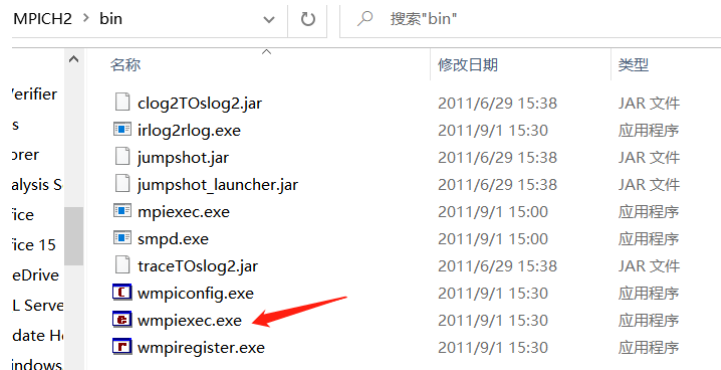 MPICH2 > bin 搜索"bin"
名称 修改日期 类型
clog2TOslog2.jar 2011/6/29 15:38 JAR 文件
irlog2rlog.exe 2011/9/1 15:30 应用程序
jumpshot.jar 2011/6/29 15:38 JAR 文件
jumpshot_launcher.jar 2011/6/29 15:38 JAR 文件
mpiexec.exe 2011/9/1 15:00 应用程序
smpd.exe 2011/9/1 15:00 应用程序
traceTOslog2.jar 2011/6/29 15:38 JAR 文件
wmpiconfig.exe 2011/9/1 15:30 应用程序
wmpiexec.exe 2011/9/1 15:30 应用程序
wmpiregister.exe 2011/9/1 15:30 应用程序
erifier
s
orer
nalysis S
fice
fice 15
eDrive
L Serve
date H
indows